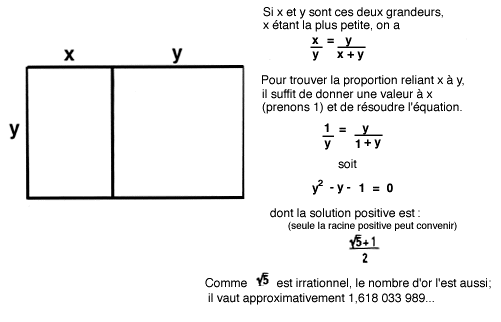 x y
y
Si x et y sont ces deux grandeurs,
x étant la plus petite, on a
x/y = y/(x + y)
Pour trouver la proportion reliant x à y,
il suffit de donner une valeur à x
(prenons 1) et de résoudre l'équation.
1/y = y/(1 + y)
soit
y² - y - 1 = 0
dont la solution positive est :
(seule la racine positive peut convenir)
(√5+1)/2
Comme √5 est irrationnel, le nombre d'or l'est aussi;
il vaut approximativement 1,618 033 989...